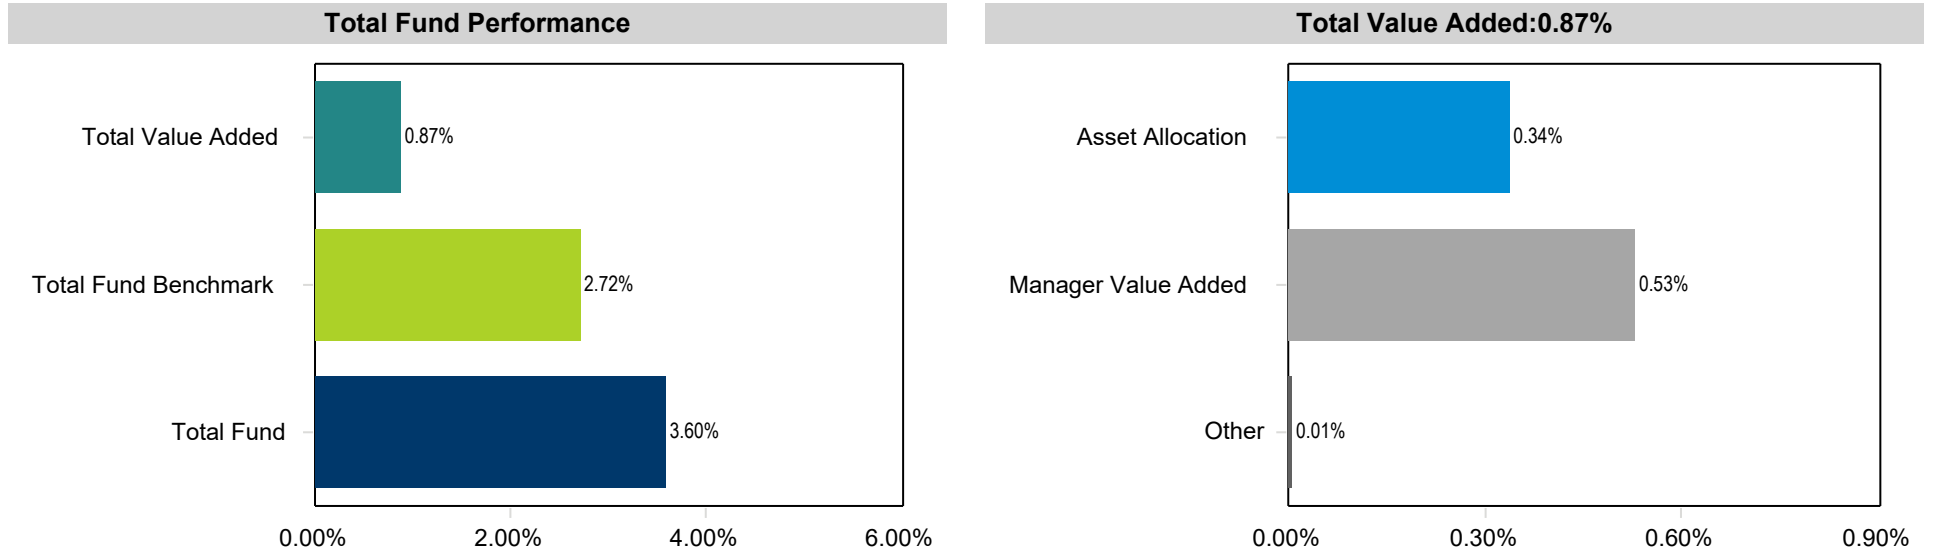 Total Fund Performance
Total Value Added
0.87%
Total Fund Benchmark
2.72%
Total Fund
3.60%
0.00% 2.00% 4.00% 6.00%
Total Value Added:0.87%
Asset Allocation
0.34%
Manager Value Added
0.53%
Other
0.01%
0.00% 0.30% 0.60% 0.90%